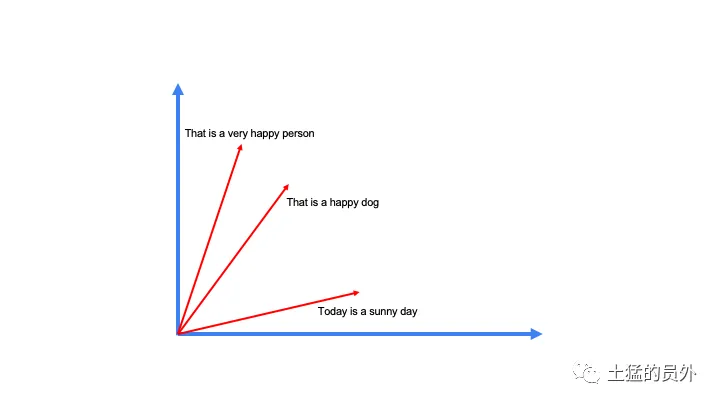 That is a very happy person
That is a happy dog
Today is a sunny day
土猛的员外